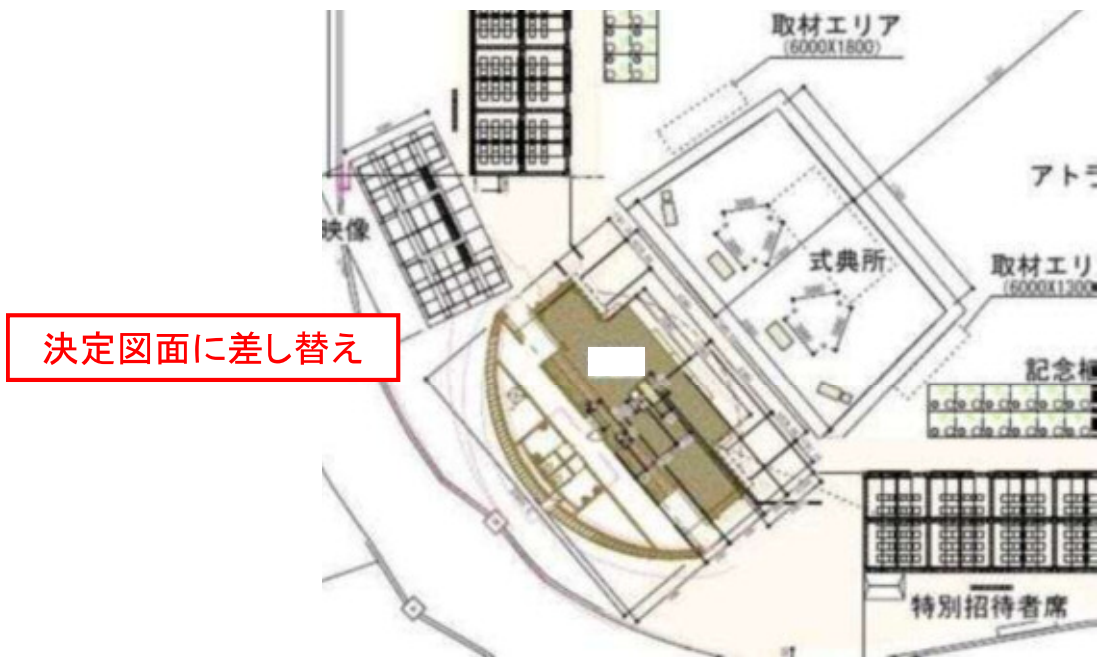 取材エリア
(6000X1800)
アトラ
映像
式典所
取材エリ
(6000X1300
決定図面に差し替え
記念植
特別招待者席